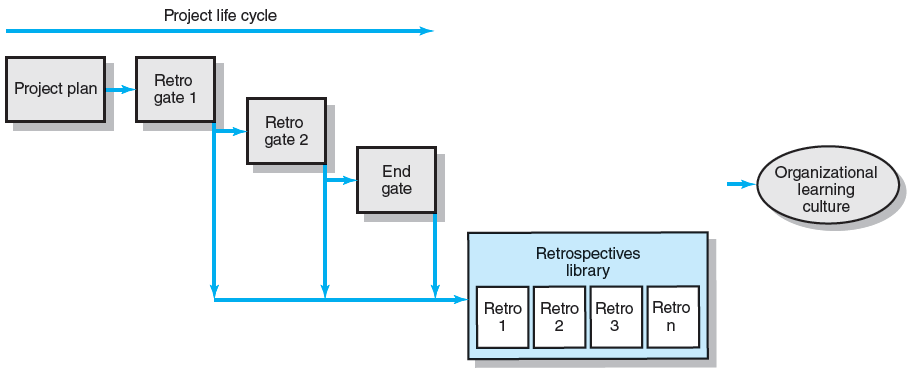 Project life cycle
Project plan
Retro
gate 1
Retro
gate 2
End
gate
Organizational
learning
culture
Retrospectives
library
Retro
1
Retro
2
Retro
3
Retro
n